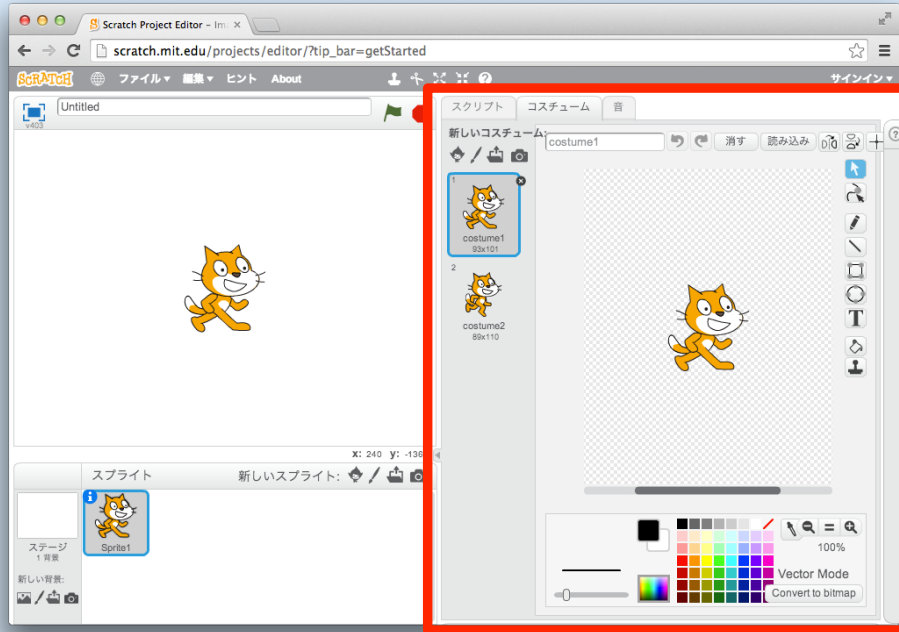 Scratch Project Editor – Im
scratch.mit.edu/projects/editor/?tip_bar=getStarted
SCRATCH ファイル▼ 編集▼ ヒント About サインイン▼
Untitled
v403
スクリプト コスチューム 音
新しいコスチューム:
costume1 消す 読み込み
1
costume1
93x101
2
costume2
89x110
T
X: 240 y: -136
スプライト 新しいスプライト:
ステージ
1 背景
新しい背景:
Sprite1
100%
Vector Mode
Convert to bitmap